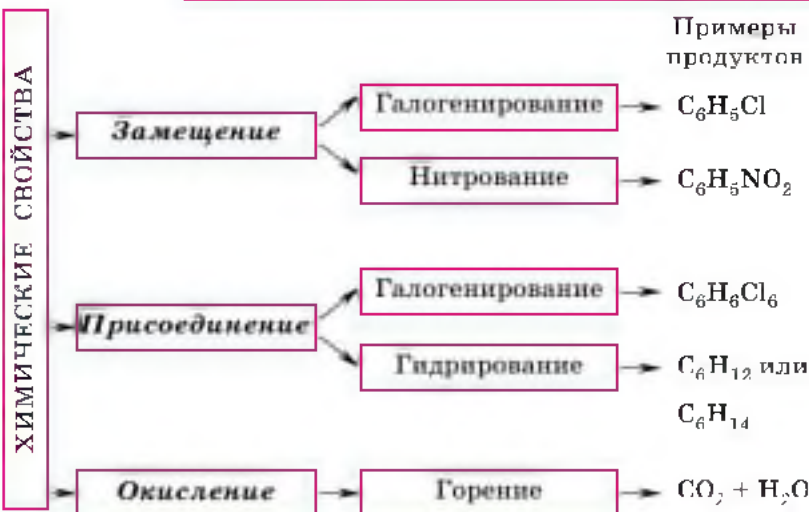 Примеры
продуктов
ХИМИЧЕСКИЕ СВОЙСТВА
Замещение
Галогенирование
C₆H₅Cl
Нитрование
C₆H₅NO₂
Присоединение
Галогенирование
C₆H₆Cl₆
Гидрирование
C₆H₁₂ или
C₆H₁₄
Окисление
Горение
CO₂ + H₂O